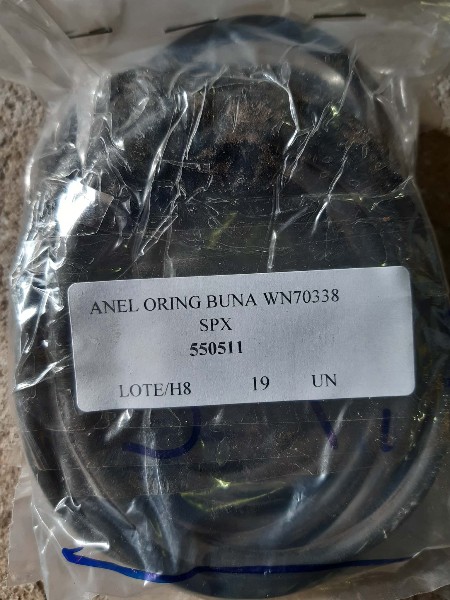 ANEL ORING BUNA WN70338
SPX
550511
LOTE/H8 19 UN